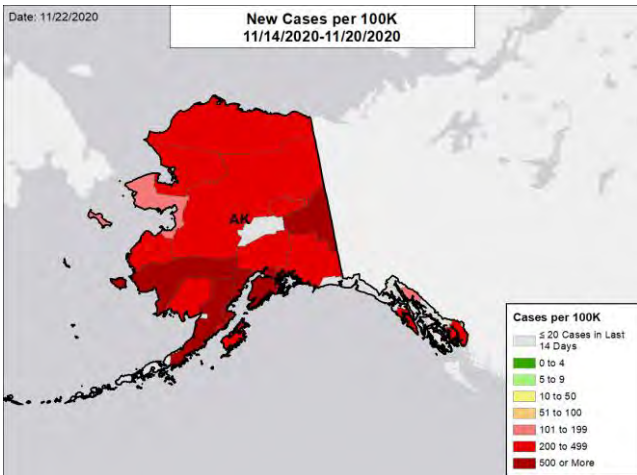 Date: 11/22/2020
New Cases per 100K
11/14/2020-11/20/2020
AK
Cases per 100K
≤ 20 Cases in Last
14 Days
0 to 4
5 to 9
10 to 50
51 to 100
101 to 199
200 to 499
500 or More